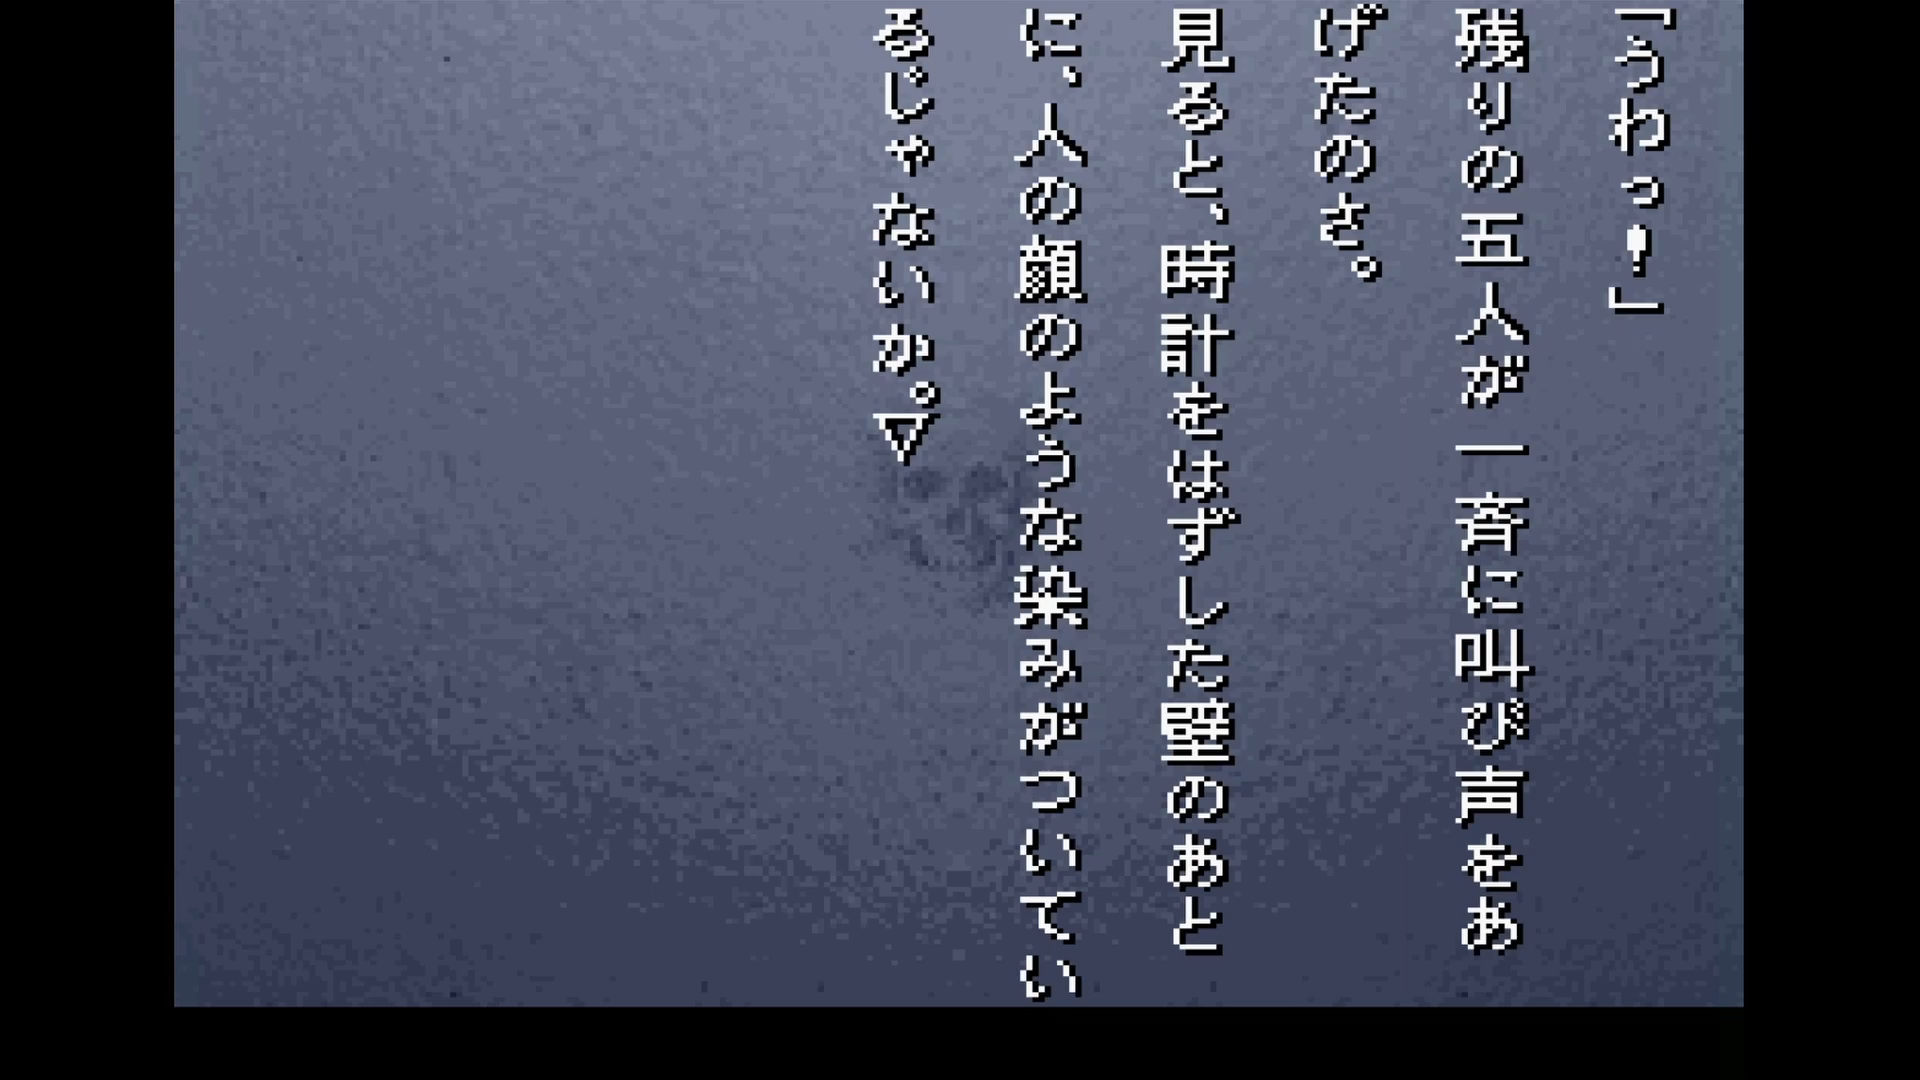 「うわっ！」
残りの五人が一斉に叫び声をあ
げたのさ。
見ると、時計をはずした壁のあと
に、人の顔のような染みがついてい
るじゃないか。▽